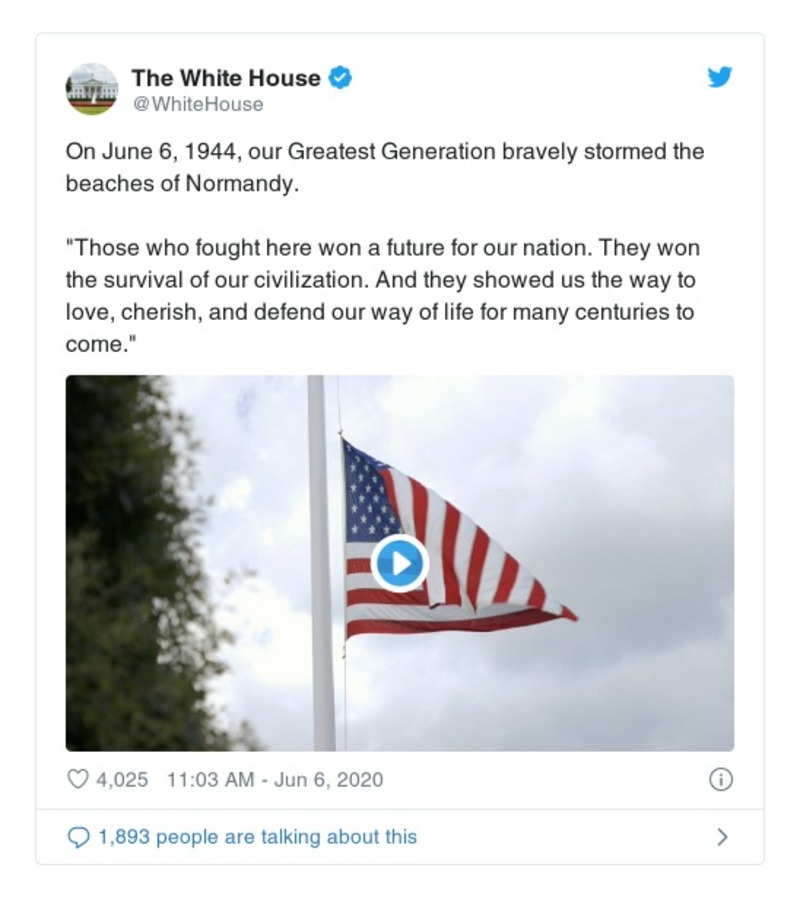 The White House
@WhiteHouse
On June 6, 1944, our Greatest Generation bravely stormed the
beaches of Normandy.
"Those who fought here won a future for our nation. They won
the survival of our civilization. And they showed us the way to
love, cherish, and defend our way of life for many centuries to
come."
4,025 11:03 AM - Jun 6, 2020
1,893 people are talking about this